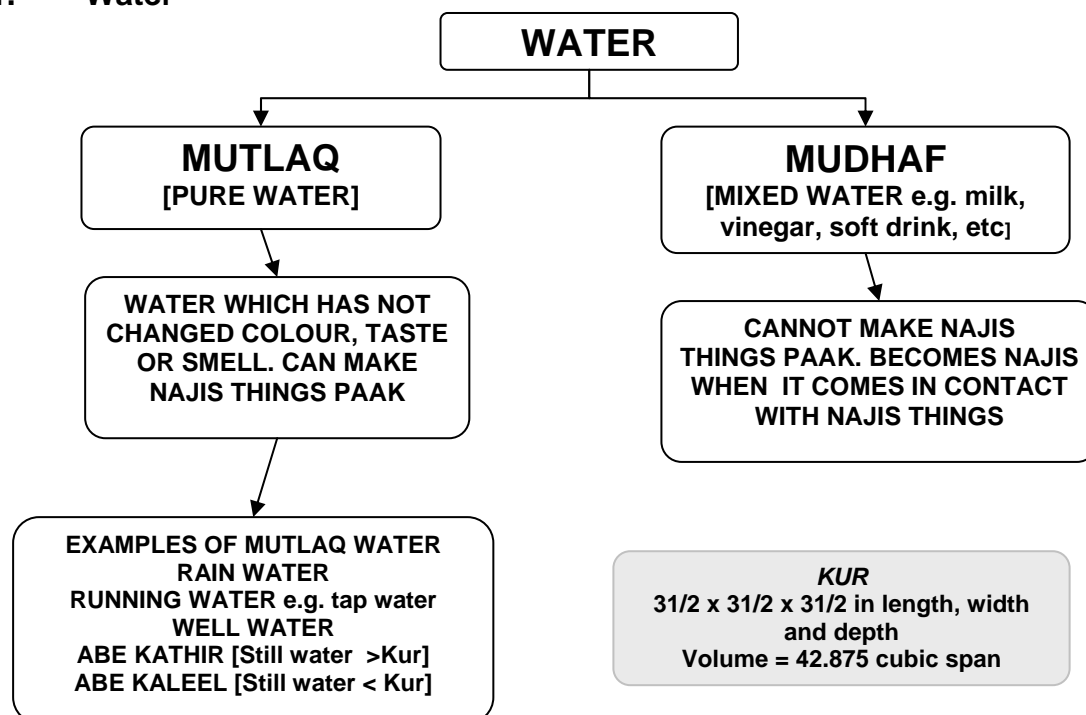 Water
WATER
MUTLAQ
[PURE WATER]
MUDHAF
[MIXED WATER e.g. milk,
vinegar, soft drink, etc]
WATER WHICH HAS NOT
CHANGED COLOUR, TASTE
OR SMELL. CAN MAKE
NAJIS THINGS PAAK
CANNOT MAKE NAJIS
THINGS PAAK. BECOMES NAJIS
WHEN IT COMES IN CONTACT
WITH NAJIS THINGS
EXAMPLES OF MUTLAQ WATER
RAIN WATER
RUNNING WATER e.g. tap water
WELL WATER
ABE KATHIR [Still water >Kur]
ABE KALEEL [Still water < Kur]
KUR
31/2 x 31/2 x 31/2 in length, width
and depth
Volume = 42.875 cubic span